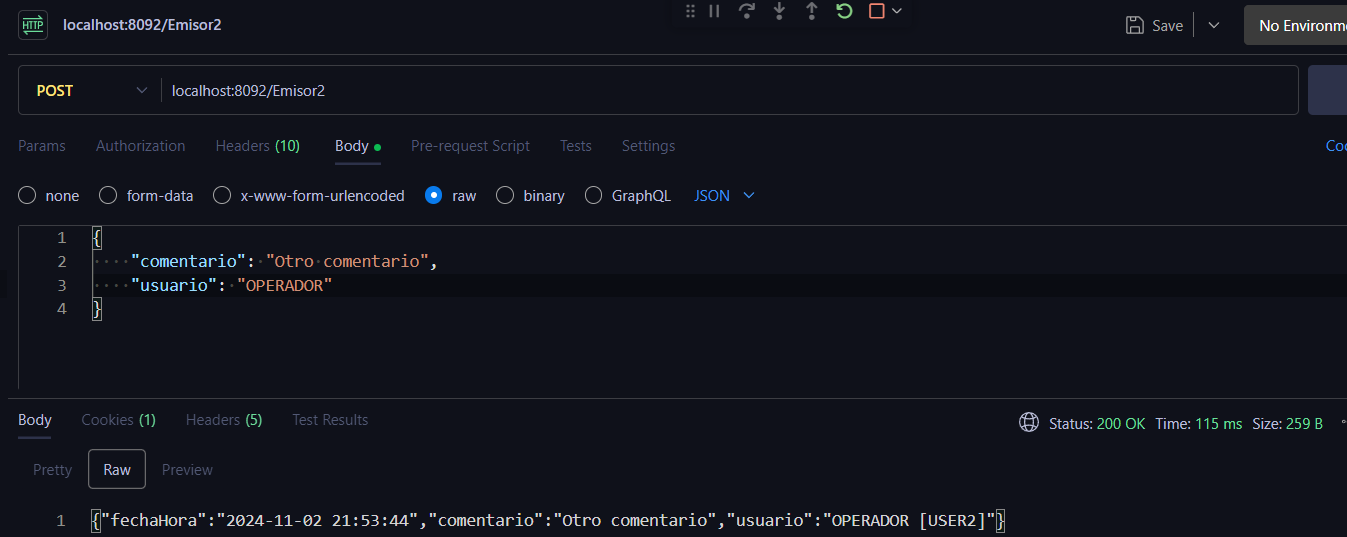 HTTP localhost:8092/Emisor2 Save No Environme
POST localhost:8092/Emisor2
Params Authorization Headers (10) Body Pre-request Script Tests Settings Coo
none form-data x-www-form-urlencoded raw binary GraphQL JSON
1 {
2 "comentario": "Otro comentario",
3 "usuario": "OPERADOR"
4 }
Body Cookies (1) Headers (5) Test Results Status: 200 OK Time: 115 ms Size: 259 B
Pretty Raw Preview
1 {"fechaHora":"2024-11-02 21:53:44","comentario":"Otro comentario","usuario":"OPERADOR [USER2]"}